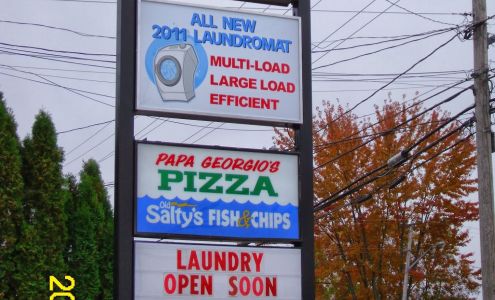 ALL NEW
2011 LAUNDROMAT
MULTI-LOAD
LARGE LOAD
EFFICIENT
PAPA GEORGIO'S
PIZZA
Old Salty's FISH & CHIPS
LAUNDRY
OPEN SOON